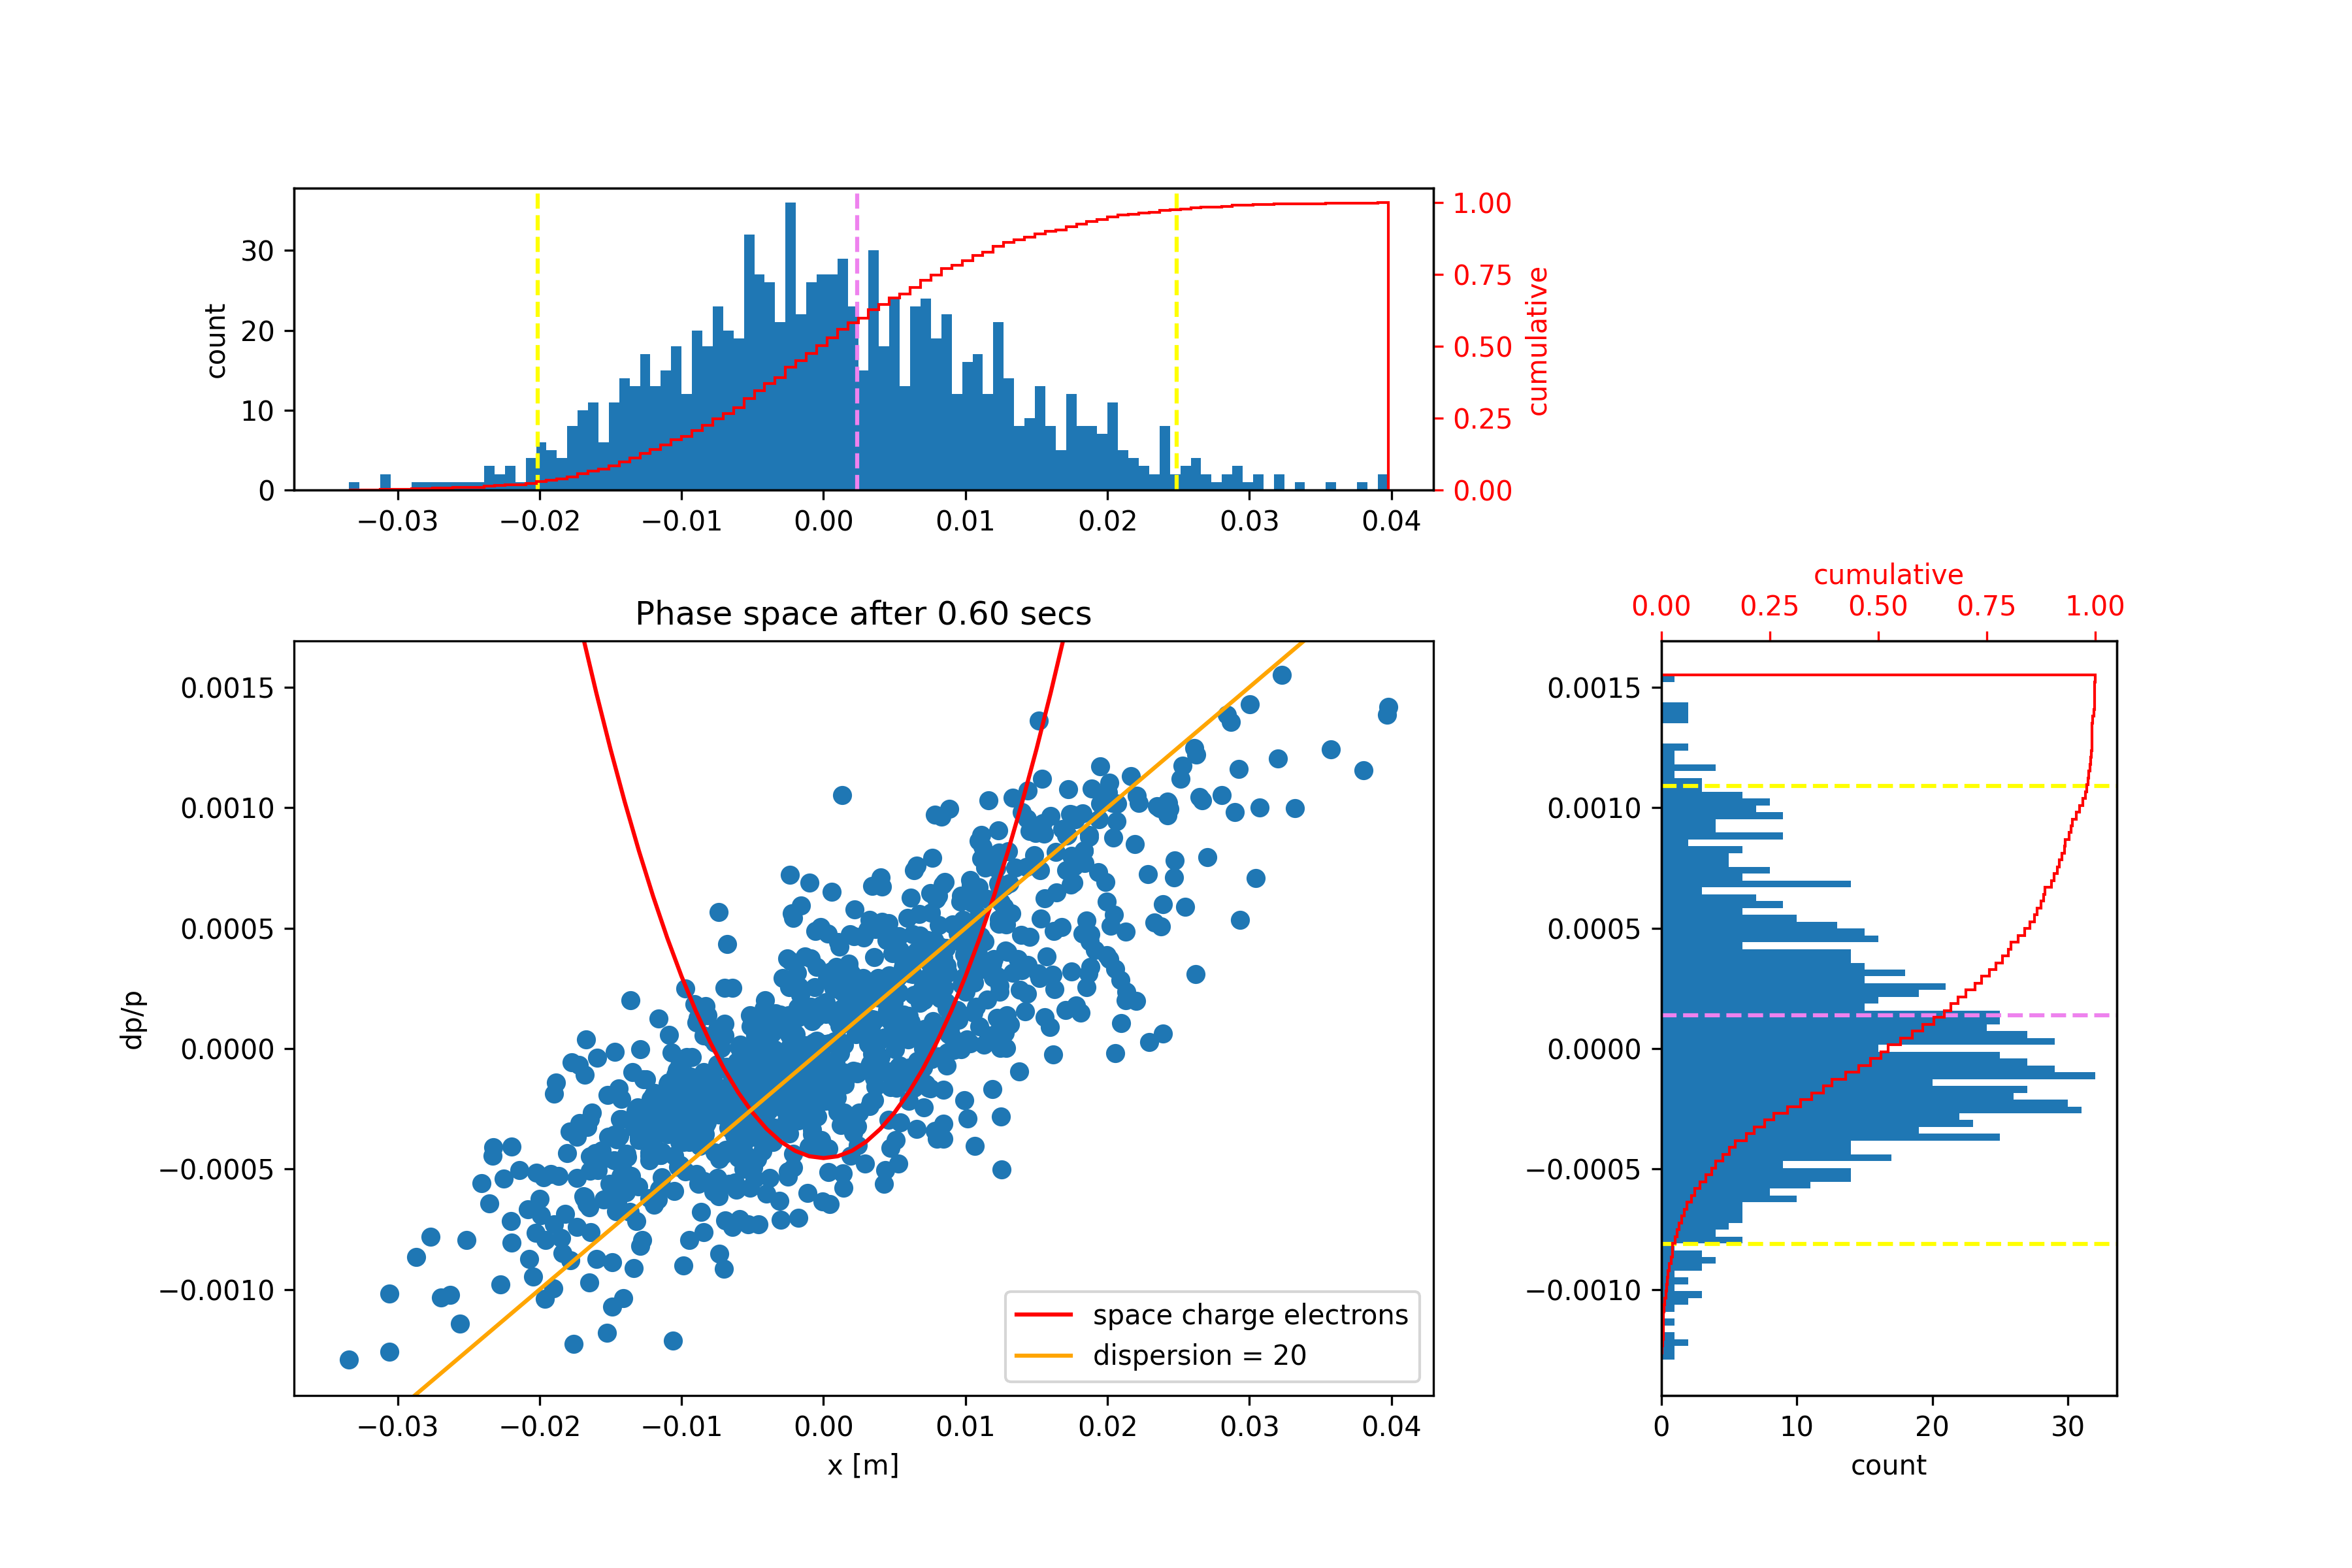 30
20
10
0
count
1.00
0.75
0.50
0.25
0.00
cumulative
−0.03 −0.02 −0.01 0.00 0.01 0.02 0.03 0.04
Phase space after 0.60 secs
0.0015
0.0010
0.0005
0.0000
−0.0005
−0.0010
dp/p
space charge electrons
dispersion = 20
−0.03 −0.02 −0.01 0.00 0.01 0.02 0.03 0.04
x [m]
cumulative
0.00 0.25 0.50 0.75 1.00
0.0015
0.0010
0.0005
0.0000
−0.0005
−0.0010
0 10 20 30
count